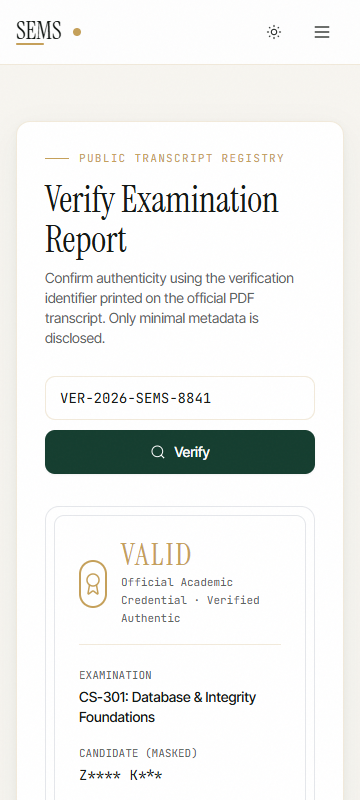 SEMS
PUBLIC TRANSCRIPT REGISTRY
Verify Examination
Report
Confirm authenticity using the verification
identifier printed on the official PDF
transcript. Only minimal metadata is
disclosed.
VER-2026-SEMS-8841
Verify
VALID
Official Academic
Credential · Verified
Authentic
EXAMINATION
CS-301: Database & Integrity
Foundations
CANDIDATE (MASKED)
Z**** K***